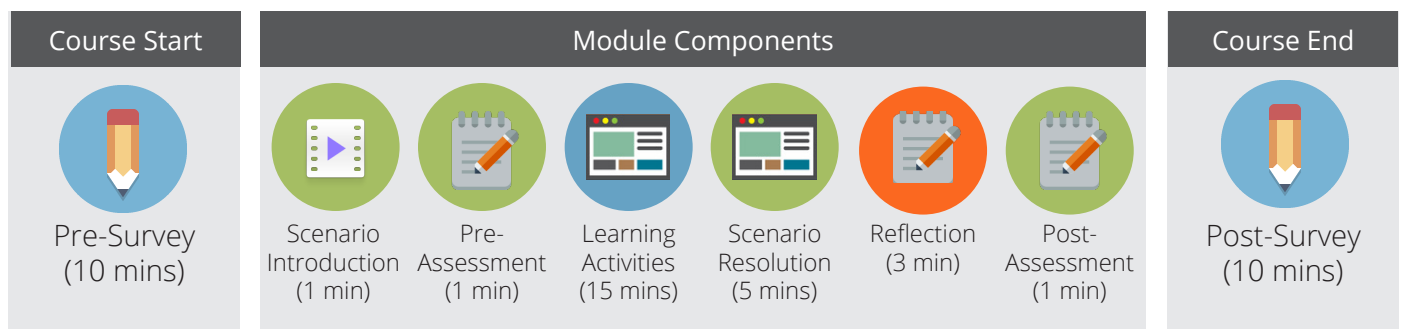 Course Start
Pre-Survey
(10 mins)
Module Components
Scenario
Introduction
(1 min)
Pre-
Assessment
(1 min)
Learning
Activities
(15 mins)
Scenario
Resolution
(5 mins)
Reflection
(3 min)
Post-
Assessment
(1 min)
Course End
Post-Survey
(10 mins)